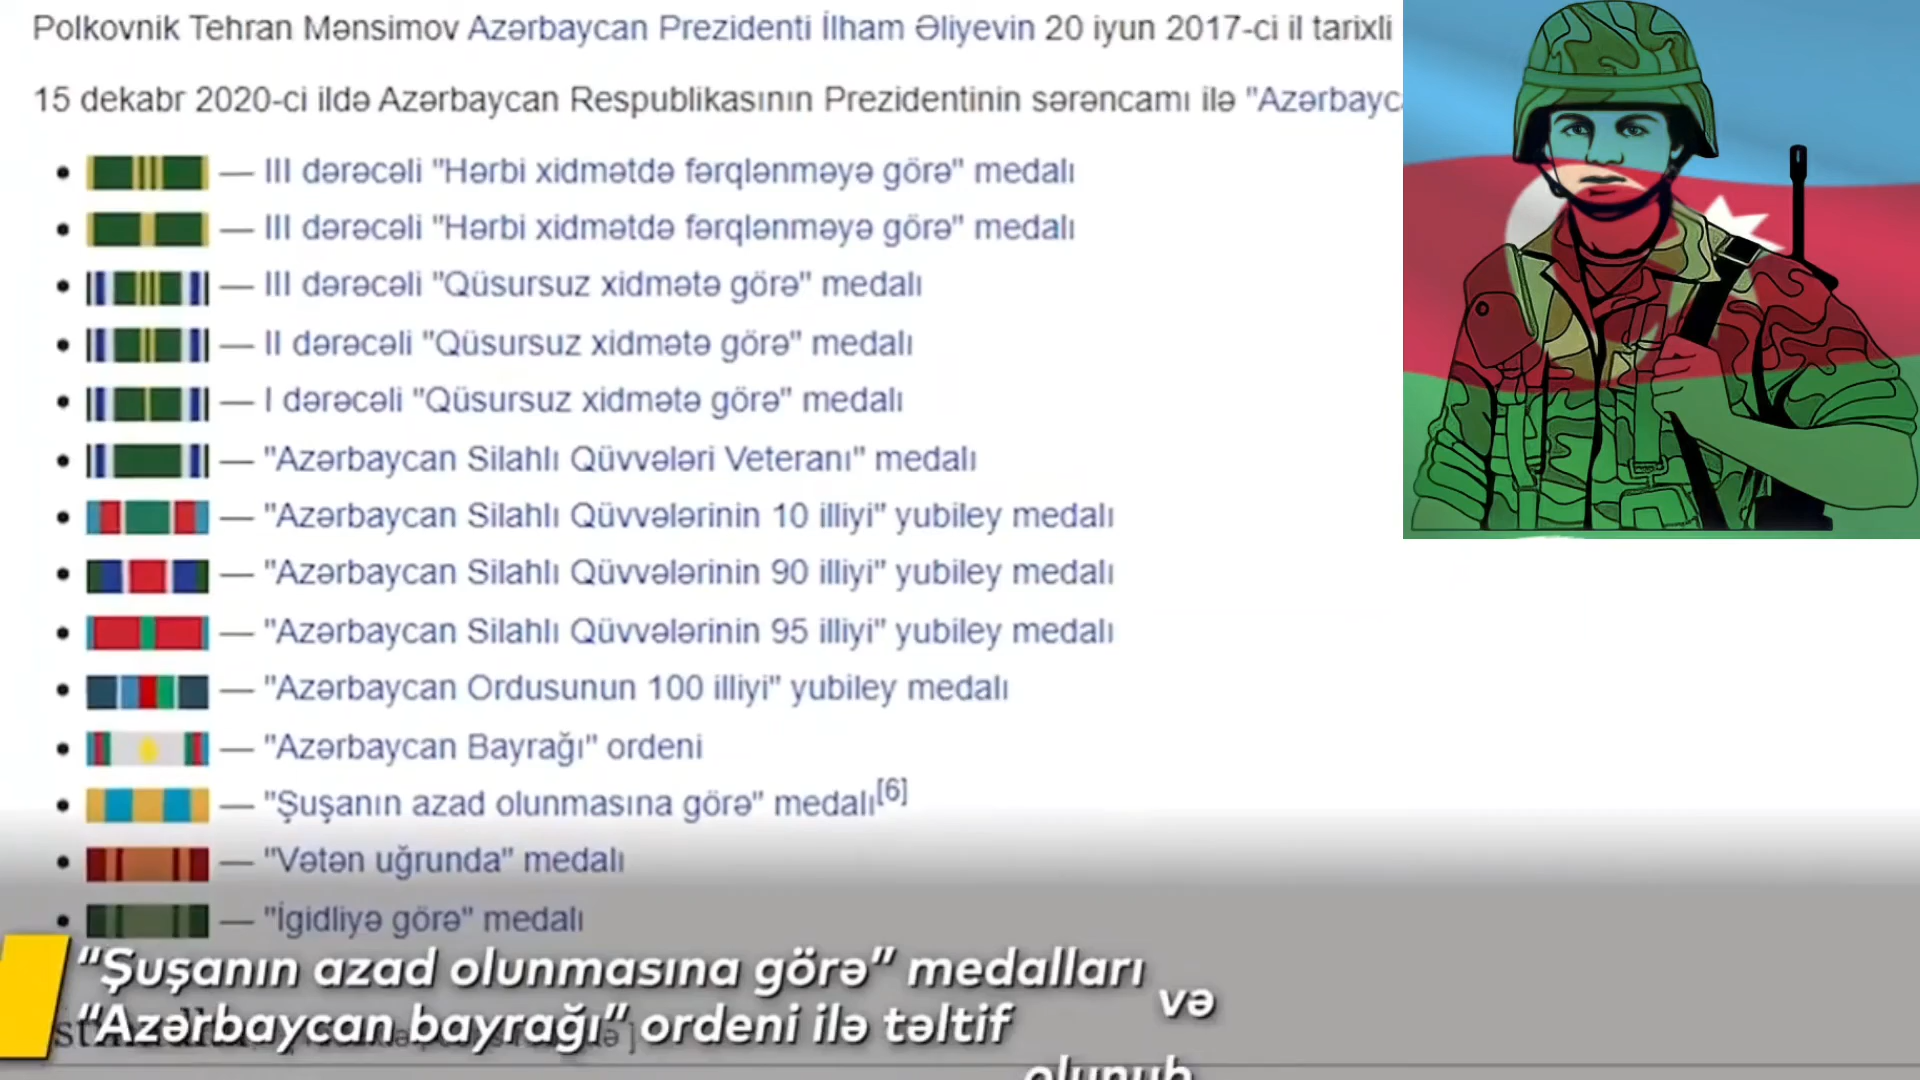 Polkovnik Tehran Mənsimov Azərbaycan Prezidenti İlham Əliyevin 20 iyun 2017-ci il tarixli
15 dekabr 2020-ci ildə Azərbaycan Respublikasının Prezidentinin sərəncamı ilə "Azərbayc
— III dərəcəli "Hərbi xidmətdə fərqlənməyə görə" medalı
— III dərəcəli "Hərbi xidmətdə fərqlənməyə görə" medalı
— III dərəcəli "Qüsursuz xidmətə görə" medalı
— II dərəcəli "Qüsursuz xidmətə görə" medalı
— I dərəcəli "Qüsursuz xidmətə görə" medalı
— "Azərbaycan Silahlı Qüvvələri Veteranı" medalı
— "Azərbaycan Silahlı Qüvvələrinin 10 illiyi" yubiley medalı
— "Azərbaycan Silahlı Qüvvələrinin 90 illiyi" yubiley medalı
— "Azərbaycan Silahlı Qüvvələrinin 95 illiyi" yubiley medalı
— "Azərbaycan Ordusunun 100 illiyi" yubiley medalı
— "Azərbaycan Bayrağı" ordeni
— "Şuşanın azad olunmasına görə" medalı[6]
— "Vətən uğrunda" medalı
— "İgidliyə görə" medalı
"Şuşanın azad olunmasına görə" medalları və
"Azərbaycan bayrağı" ordeni ilə təltif
olunub